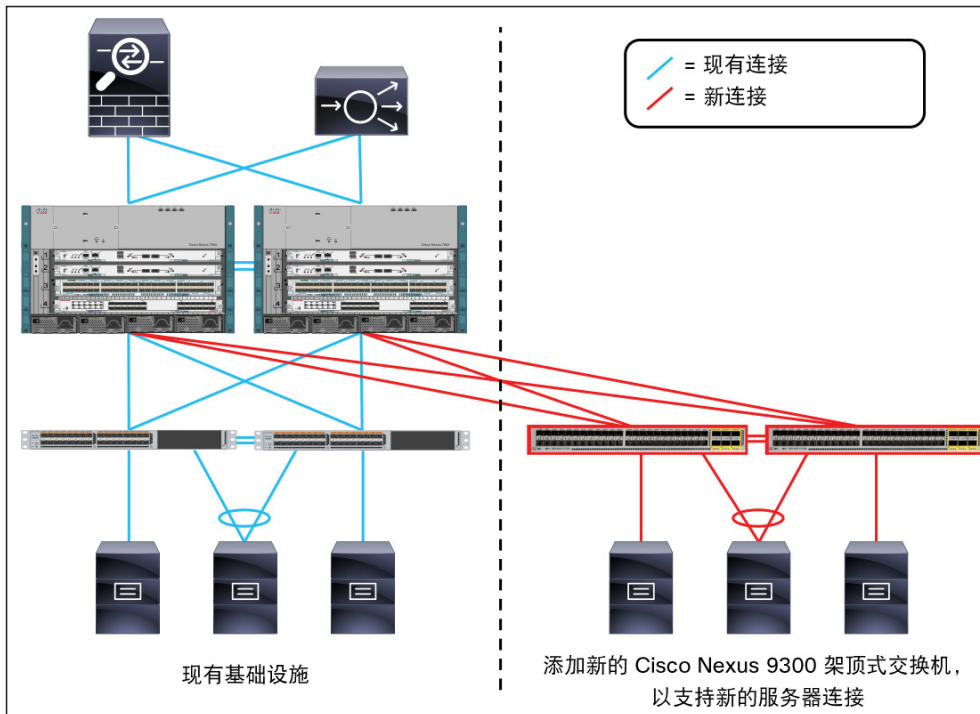 = 现有连接
= 新连接
现有基础设施
添加新的 Cisco Nexus 9300 架顶式交换机，
以支持新的服务器连接